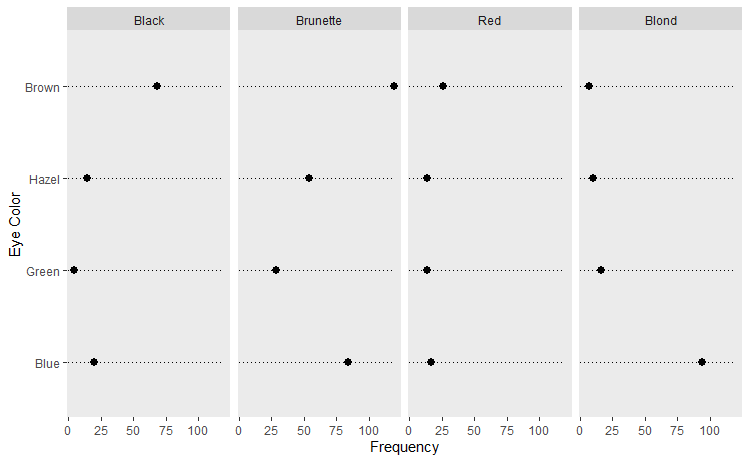 Black Brunette Red Blond
Brown
Hazel
Green
Blue
Eye Color
0 25 50 75 100 0 25 50 75 100 0 25 50 75 100 0 25 50 75 100
Frequency